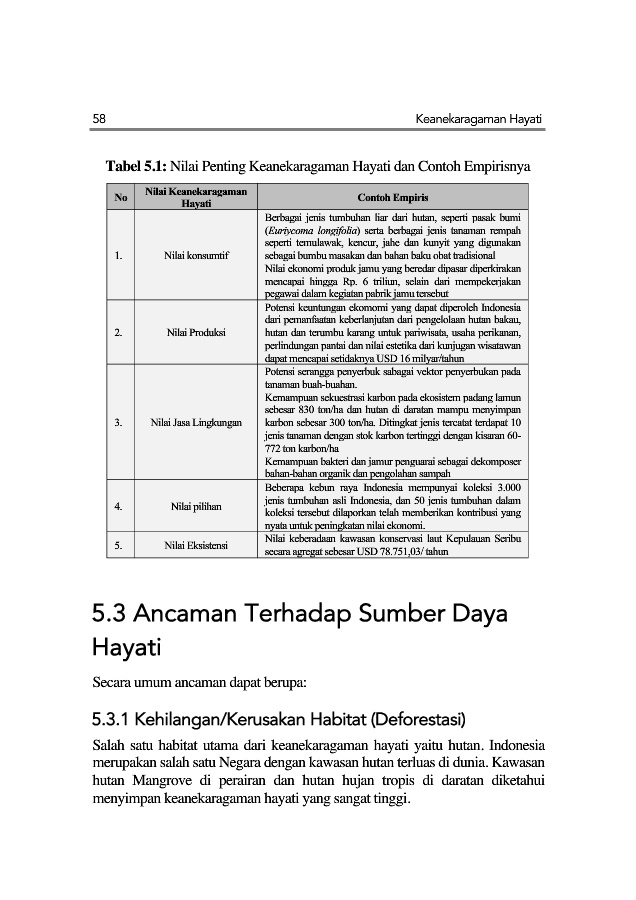 58
Keanekaragaman Hayati
Tabel 5.1: Nilai Penting Keanekaragaman Hayati dan Contoh Empirisnya
No
Nilai Keanekaragaman
Hayati
Contoh Empiris
1.
Nilai konsumtif
Berbagai jenis tumbuhan liar dari hutan, seperti pasak bumi
(Euriycoma longifolia) serta berbagai jenis tanaman rempah
seperti temulawak, kencur, jahe dan kunyit yang digunakan
sebagai bumbu masakan dan bahan baku obat tradisional
Nilai ekonomi produk jamu yang beredar dipasar diperkirakan
mencapai hingga Rp. 6 triliun, selain dari mempekerjakan
pegawai dalam kegiatan pabrik jamu tersebut
2.
Nilai Produksi
Potensi keuntungan ekomomi yang dapat diperoleh Indonesia
dari pemanfaatan keberlanjutan dari pengelolaan hutan bakau,
hutan dan terumbu karang untuk pariwisata, usaha perikanan,
perlindungan pantai dan nilai estetika dari kunjugan wisatawan
dapat mencapai setidaknya USD 16 milyar/tahun
3.
Nilai Jasa Lingkungan
Potensi serangga penyerbuk sabagai vektor penyerbukan pada
tanaman buah-buahan.
Kemampuan sekuestrasi karbon pada ekosistem padang lamun
sebesar 830 ton/ha dan hutan di daratan mampu menyimpan
karbon sebesar 300 ton/ha. Ditingkat jenis tercatat terdapat 10
jenis tanaman dengan stok karbon tertinggi dengan kisaran 60-
772 ton karbon/ha
Kemampuan bakteri dan jamur penguarai sebagai dekomposer
bahan-bahan organik dan pengolahan sampah
4.
Nilai pilihan
Beberapa kebun raya Indonesia mempunyai koleksi 3.000
jenis tumbuhan asli Indonesia, dan 50 jenis tumbuhan dalam
koleksi tersebut dilaporkan telah memberikan kontribusi yang
nyata untuk peningkatan nilai ekonomi.
5.
Nilai Eksistensi
Nilai keberadaan kawasan konservasi laut Kepulauan Seribu
secara agregat sebesar USD 78.751,03/ tahun
5.3 Ancaman Terhadap Sumber Daya
Hayati
Secara umum ancaman dapat berupa:
5.3.1 Kehilangan/Kerusakan Habitat (Deforestasi)
Salah satu habitat utama dari keanekaragaman hayati yaitu hutan. Indonesia
merupakan salah satu Negara dengan kawasan hutan terluas di dunia. Kawasan
hutan Mangrove di perairan dan hutan hujan tropis di daratan diketahui
menyimpan keanekaragaman hayati yang sangat tinggi.